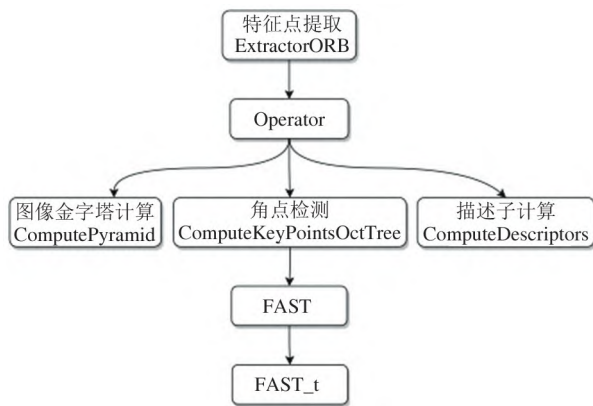 特征点提取
ExtractorORB
Operator
图像金字塔计算
ComputePyramid
角点检测
ComputeKeyPointsOctTree
描述子计算
ComputeDescriptors
FAST
FAST_t